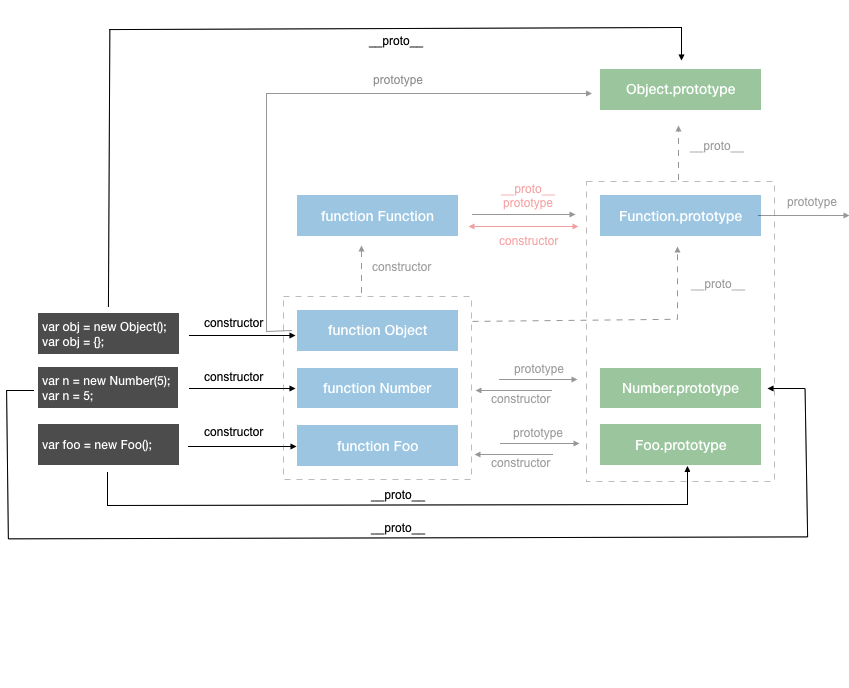 __proto__
prototype
Object.prototype
__proto__
__proto__
prototype
function Function
Function.prototype
prototype
constructor
constructor
__proto__
var obj = new Object();
var obj = {};
constructor
function Object
var n = new Number(5);
var n = 5;
constructor
function Number
prototype
constructor
Number.prototype
var foo = new Foo();
constructor
function Foo
prototype
constructor
Foo.prototype
__proto__
__proto__